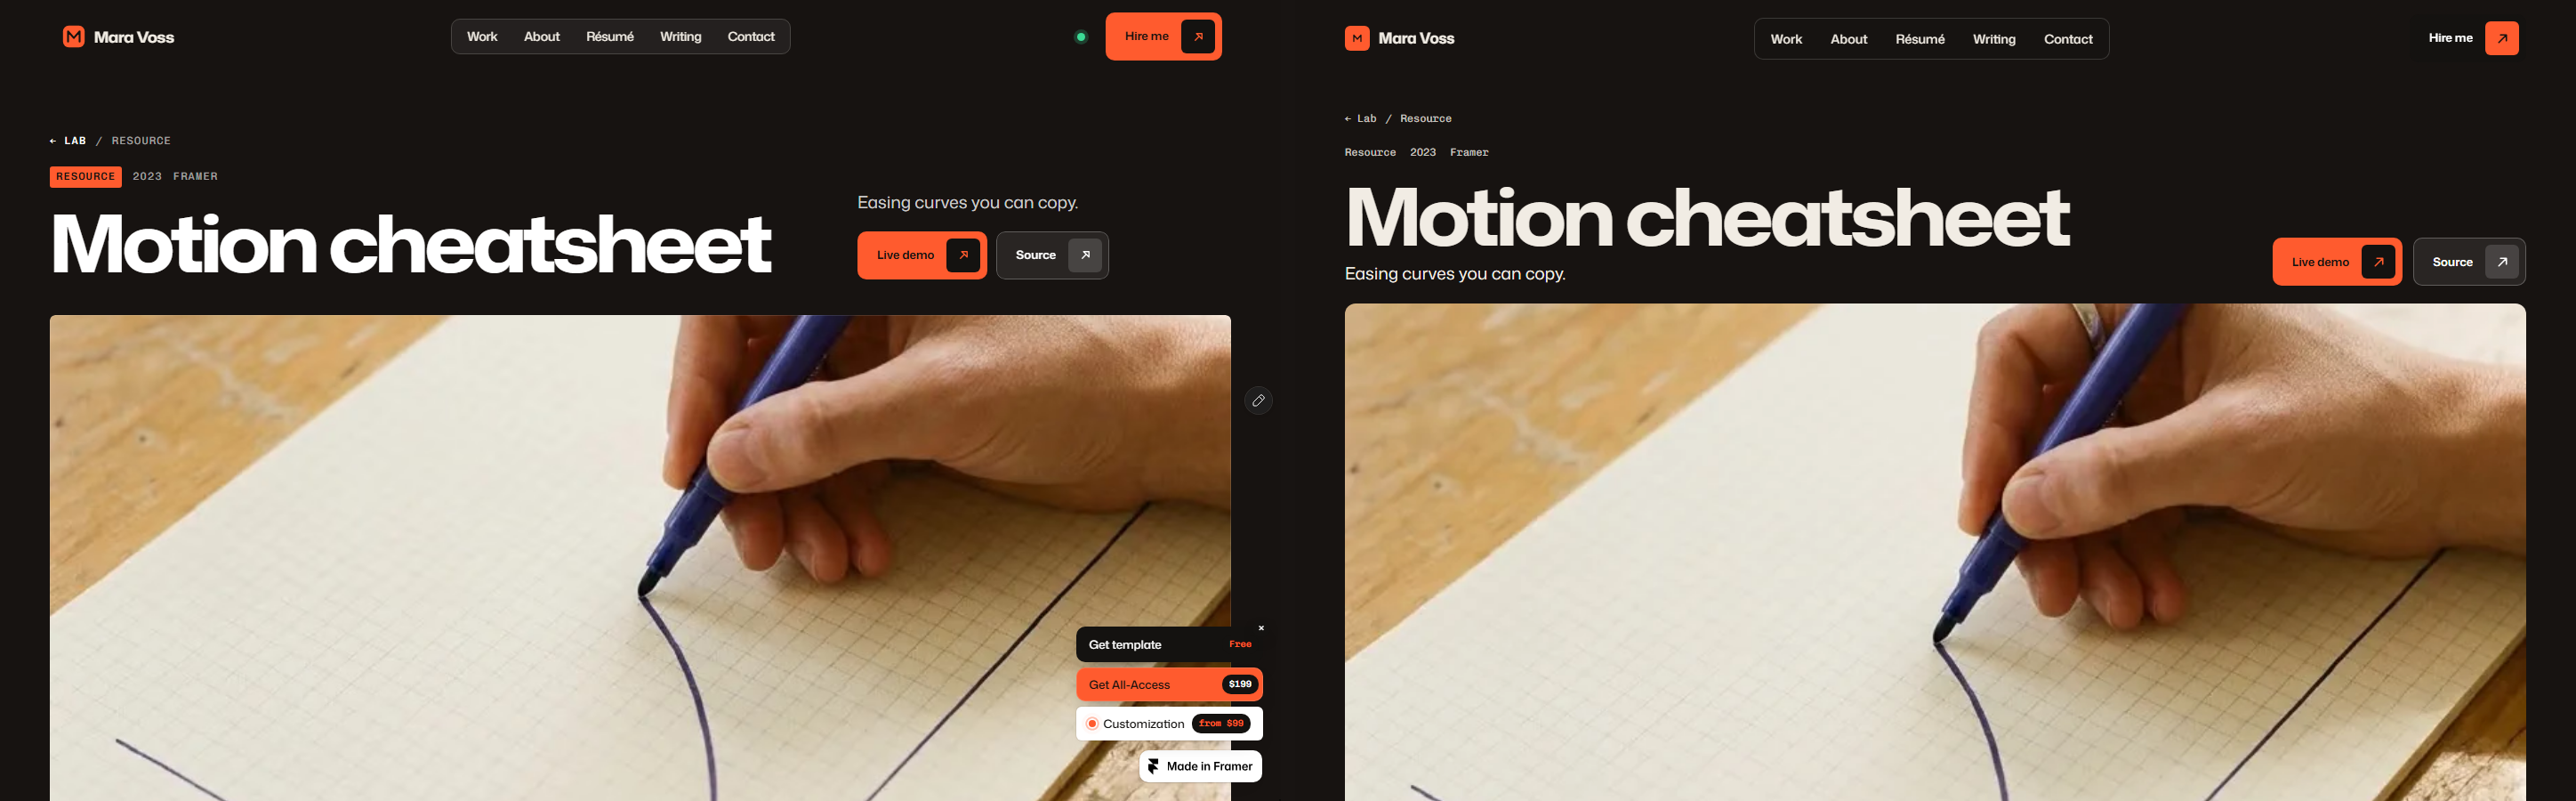 Mara Voss
Work About Résumé Writing Contact
Hire me
← LAB / RESOURCE
RESOURCE 2023 FRAMER
Motion cheatsheet
Easing curves you can copy.
Live demo
Source
Get template Free
Get All-Access $199
Customization from $99
Made in Framer
Mara Voss
Work About Résumé Writing Contact
Hire me
← Lab / Resource
Resource 2023 Framer
Motion cheatsheet
Easing curves you can copy.
Live demo
Source